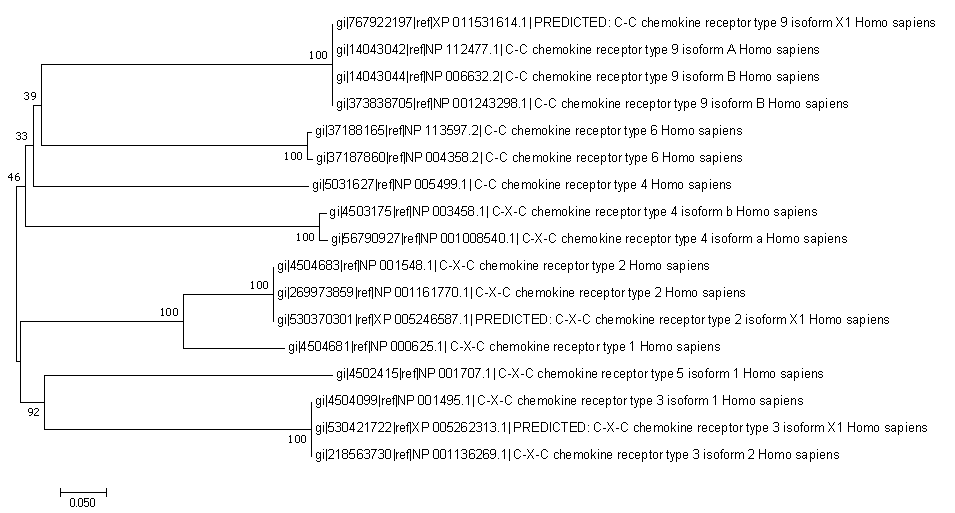 gi|767922197|ref|XP 011531614.1| PREDICTED: C-C chemokine receptor type 9 isoform X1 Homo sapiens
gi|14043042|ref|NP 112477.1| C-C chemokine receptor type 9 isoform A Homo sapiens
100
gi|14043044|ref|NP 006632.2| C-C chemokine receptor type 9 isoform B Homo sapiens
39
gi|373838705|ref|NP 001243298.1| C-C chemokine receptor type 9 isoform B Homo sapiens
gi|37188165|ref|NP 113597.2| C-C chemokine receptor type 6 Homo sapiens
33
100
gi|37187860|ref|NP 004358.2| C-C chemokine receptor type 6 Homo sapiens
46
gi|5031627|ref|NP 005499.1| C-C chemokine receptor type 4 Homo sapiens
gi|4503175|ref|NP 003458.1| C-X-C chemokine receptor type 4 isoform b Homo sapiens
100
gi|56790927|ref|NP 001008540.1| C-X-C chemokine receptor type 4 isoform a Homo sapiens
gi|4504683|ref|NP 001548.1| C-X-C chemokine receptor type 2 Homo sapiens
100
gi|269973859|ref|NP 001161770.1| C-X-C chemokine receptor type 2 Homo sapiens
100
gi|530370301|ref|XP 005246587.1| PREDICTED: C-X-C chemokine receptor type 2 isoform X1 Homo sapiens
gi|4504681|ref|NP 000625.1| C-X-C chemokine receptor type 1 Homo sapiens
gi|4502415|ref|NP 001707.1| C-X-C chemokine receptor type 5 isoform 1 Homo sapiens
gi|4504099|ref|NP 001495.1| C-X-C chemokine receptor type 3 isoform 1 Homo sapiens
92
gi|530421722|ref|XP 005262313.1| PREDICTED: C-X-C chemokine receptor type 3 isoform X1 Homo sapiens
100
gi|218563730|ref|NP 001136269.1| C-X-C chemokine receptor type 3 isoform 2 Homo sapiens
0.050